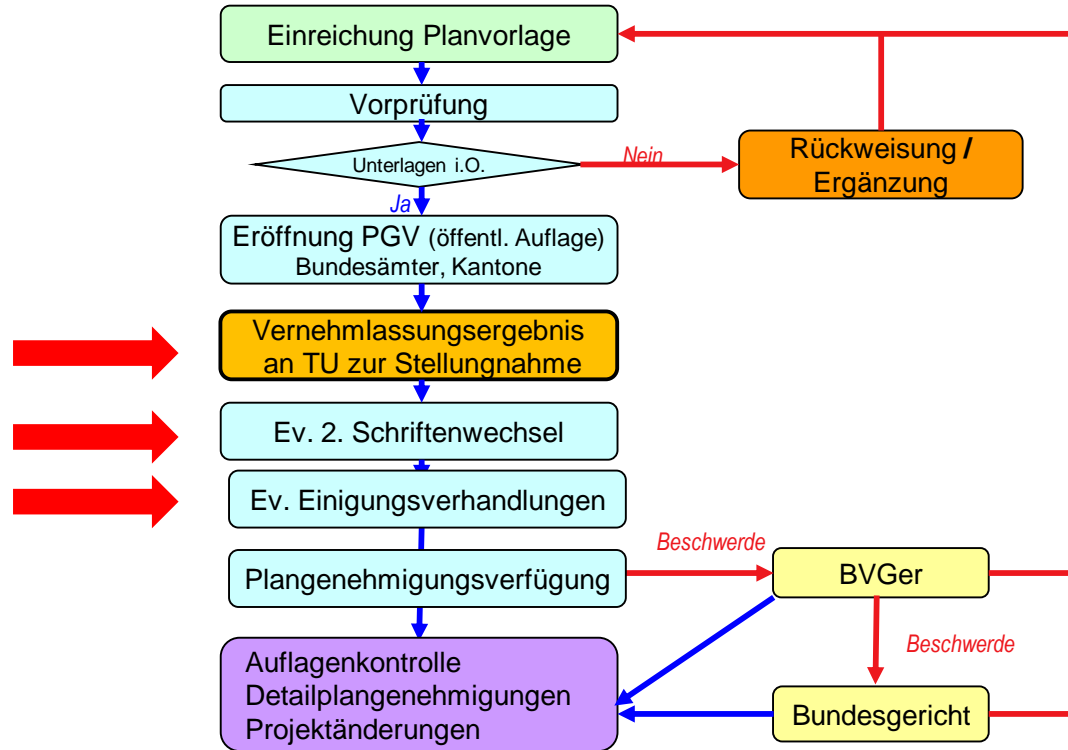 Einreichung Planvorlage
Vorprüfung
Unterlagen i.O.
Nein
Rückweisung /
Ergänzung
Ja
Eröffnung PGV (öffentl. Auflage)
Bundesämter, Kantone
Vernehmlassungsergebnis
an TU zur Stellungnahme
Ev. 2. Schriftenwechsel
Ev. Einigungsverhandlungen
Beschwerde
Plangenehmigungsverfügung
BVGer
Beschwerde
Auflagenkontrolle
Detailplangenehmigungen
Projektänderungen
Bundesgericht